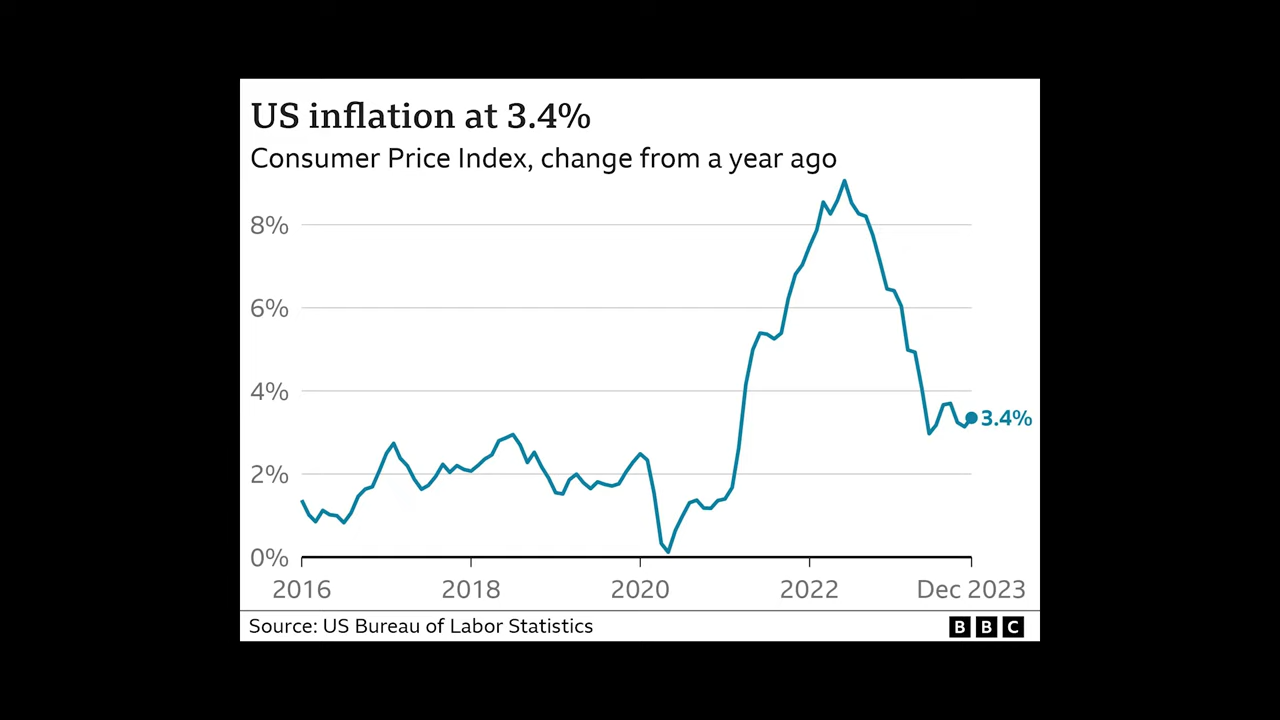 US inflation at 3.4%
Consumer Price Index, change from a year ago
8%
6%
4%
3.4%
2%
0%
2016 2018 2020 2022 Dec 2023
Source: US Bureau of Labor Statistics
BBC